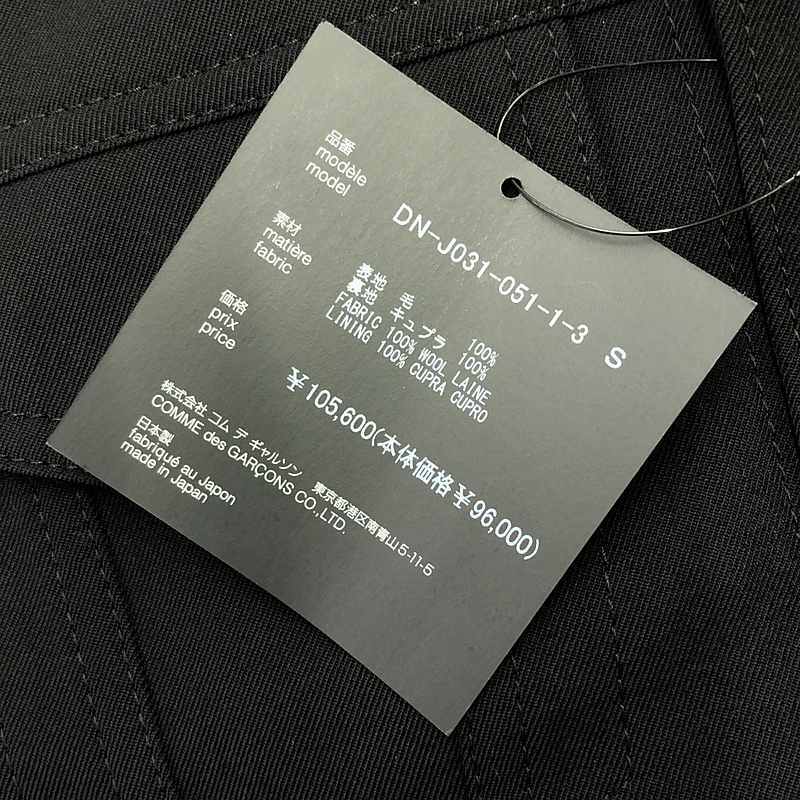 品番
modèle
model
DN-J031-051-1-3 S
素材
matière
fabric
表地 毛 100%
裏地 キュプラ 100%
FABRIC 100% WOOL LAINE
LINING 100% CUPRA CUPRO
価格
prix
price
¥105,600(本体価格¥96,000)
株式会社 コム デ ギャルソン 東京都港区南青山5-11-5
COMME des GARÇONS CO.,LTD.
日本製
fabriqué au Japon
made in Japan